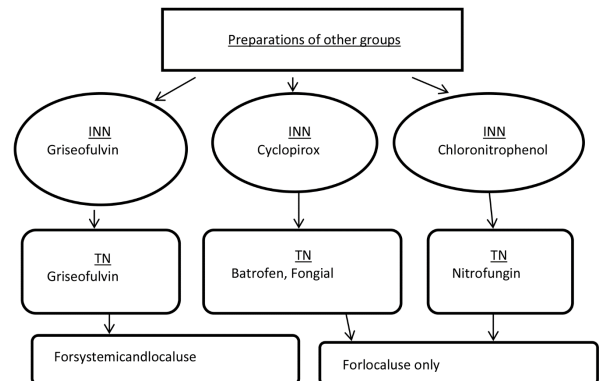 Preparations of other groups
INN
Griseofulvin
INN
Cyclopirox
INN
Chloronitrophenol
TN
Griseofulvin
TN
Batrofen, Fongial
TN
Nitrofungin
Forsystemicandlocaluse
Forlocaluse only